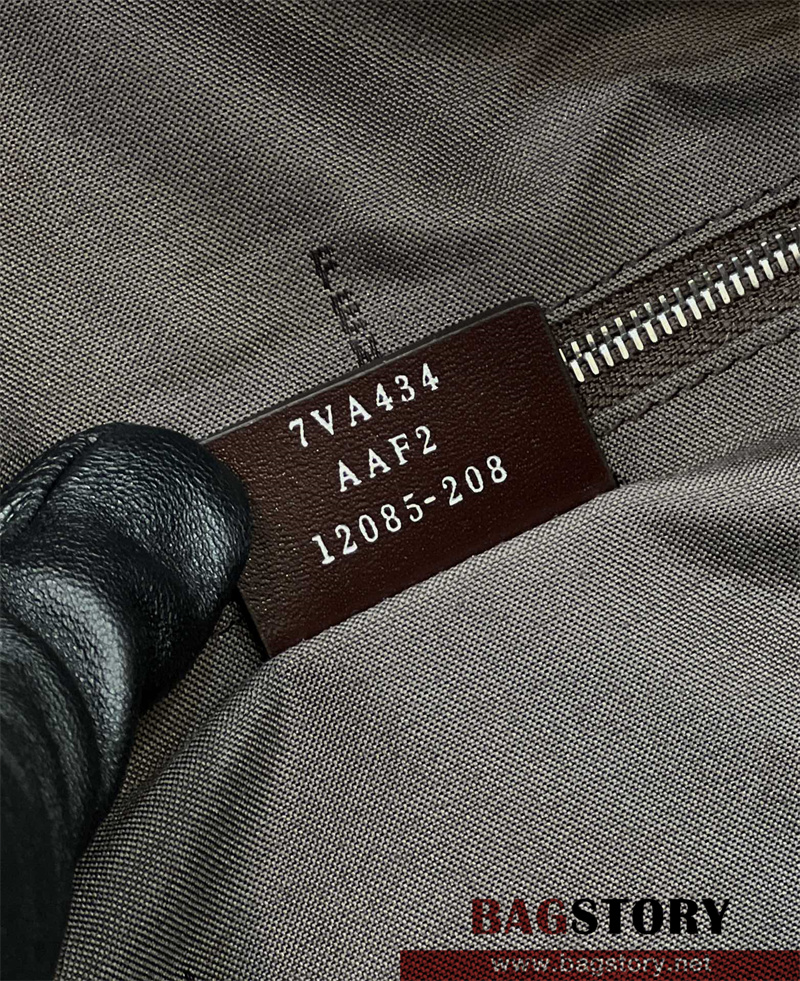 7VA434
AAF2
12085-208
BAGSTORY
www.bagstory.net